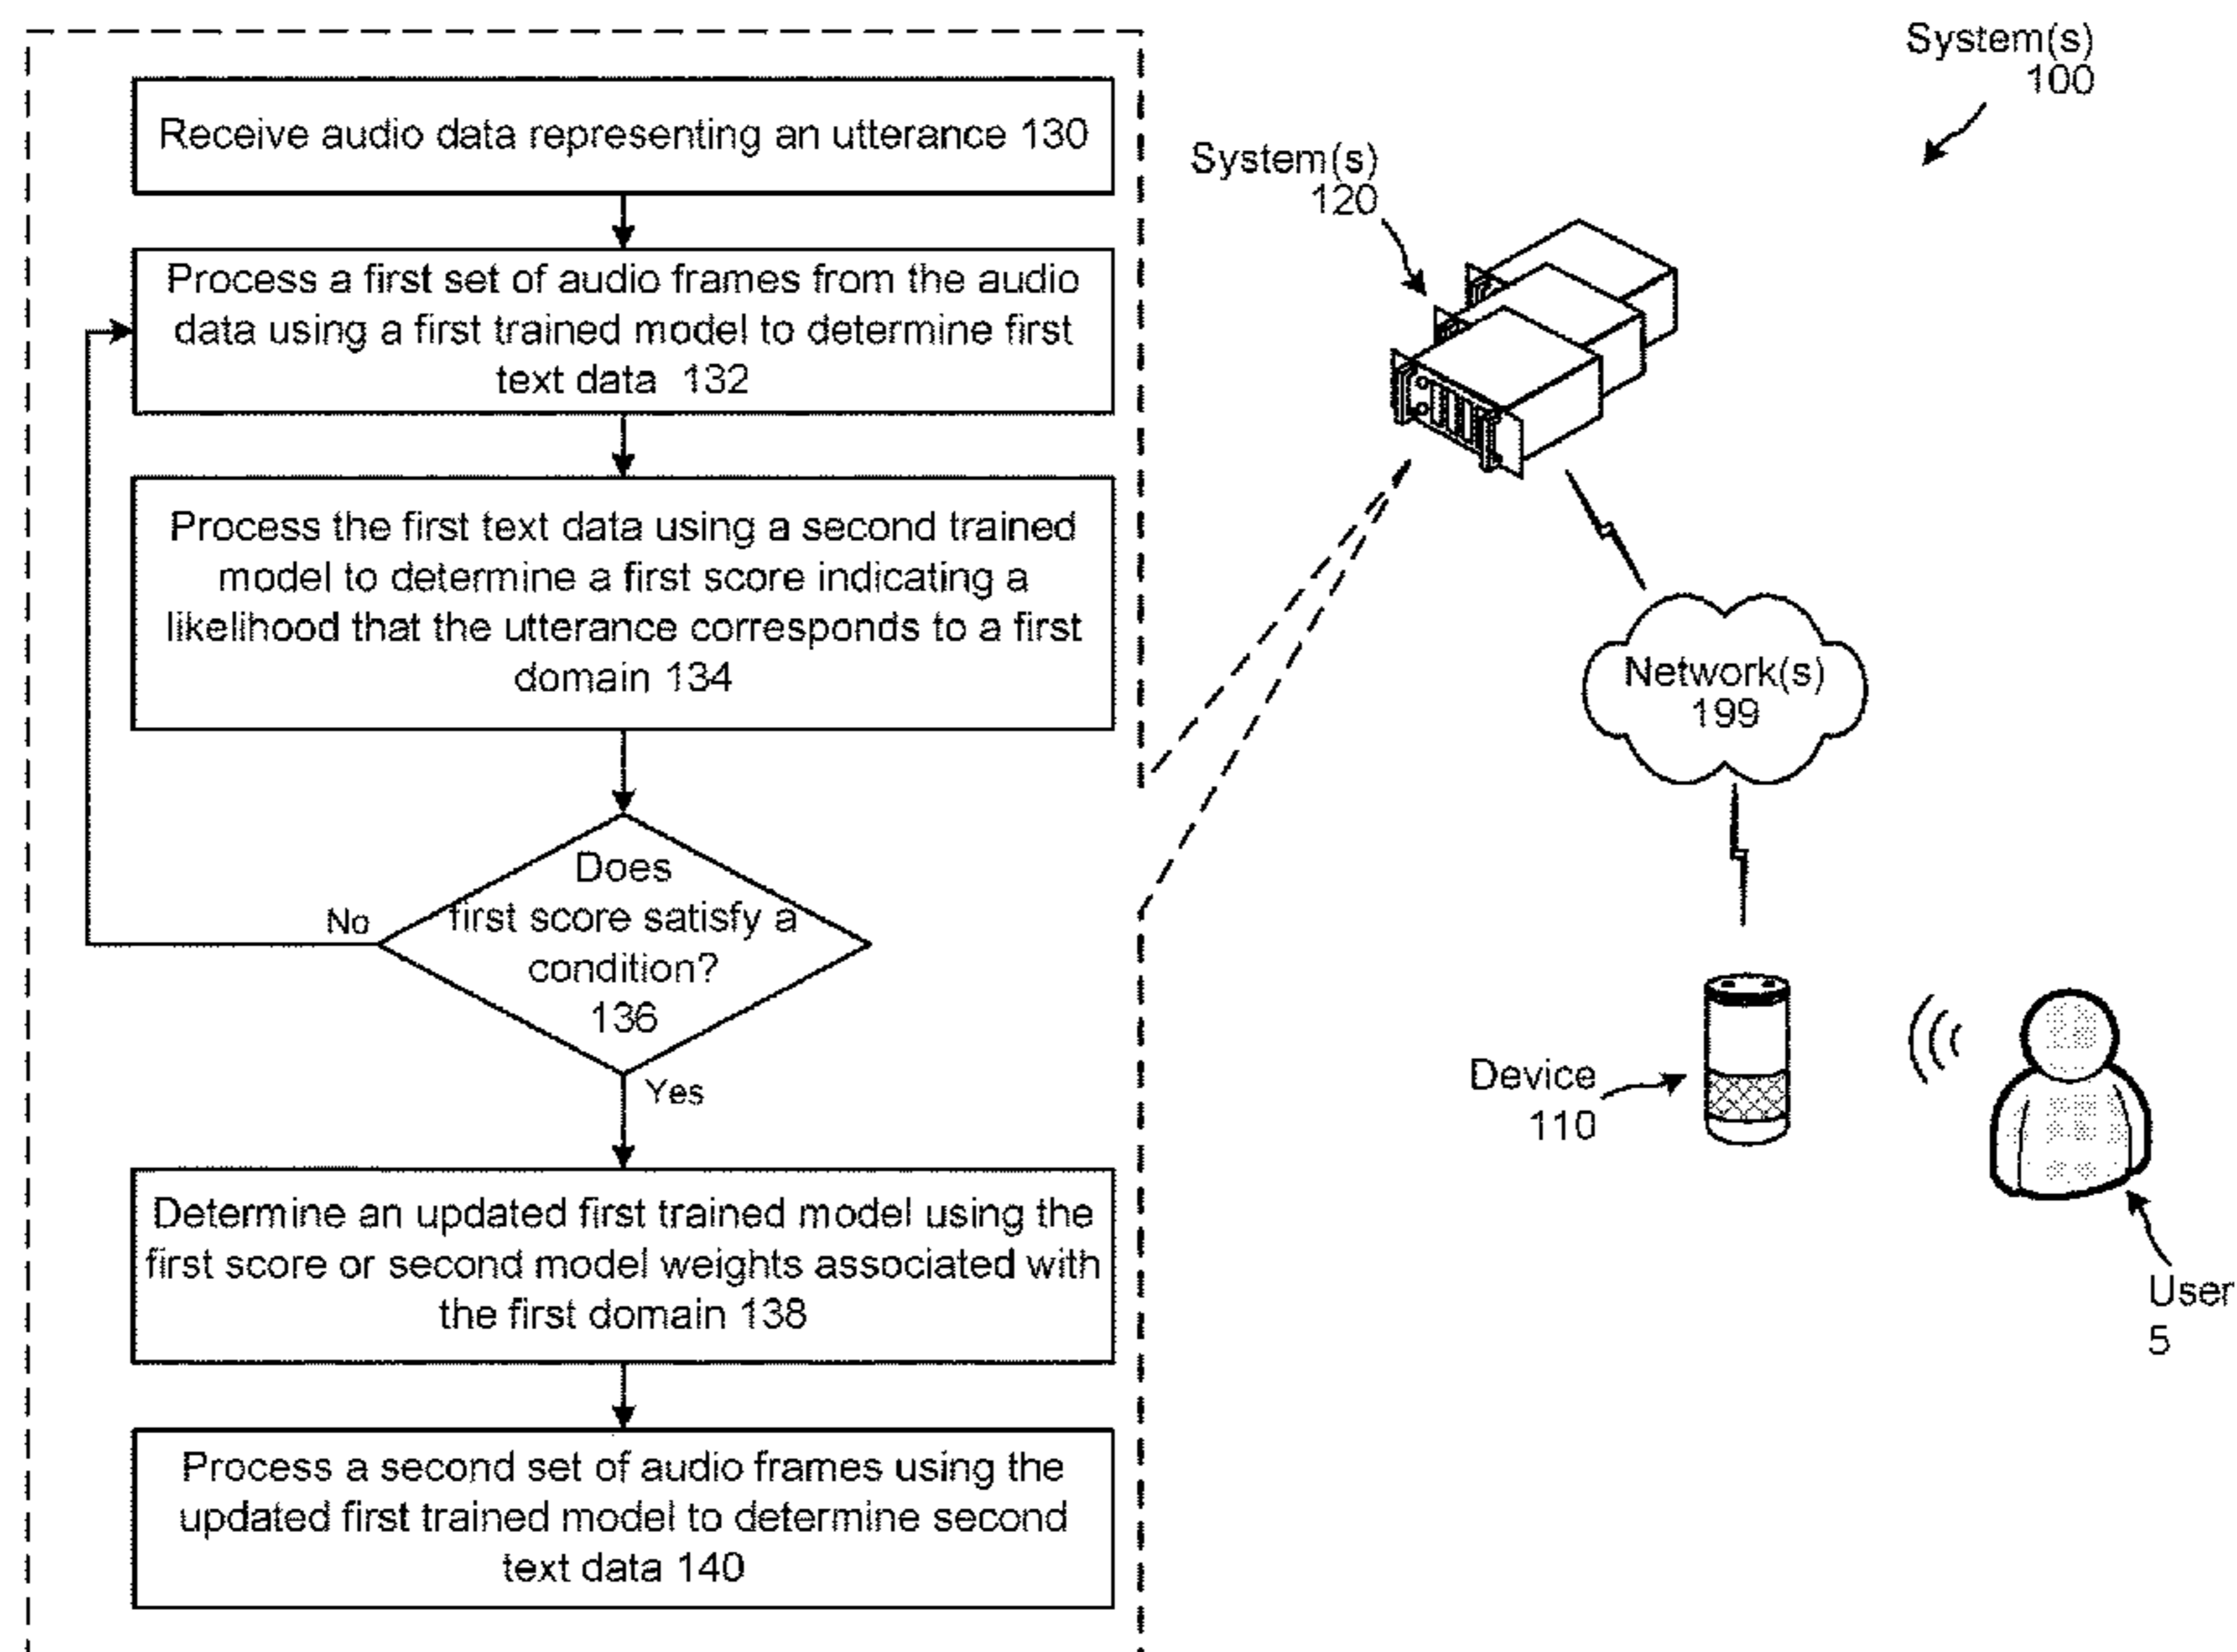 Receive audio data representing an utterance 130
Process a first set of audio frames from the audio
data using a first trained model to determine first
text data 132
Process the first text data using a second trained
model to determine a first score indicating a
likelihood that the utterance corresponds to a first
domain 134
Does
first score satisfy a
condition?
136
No
Yes
Determine an updated first trained model using the
first score or second model weights associated with
the first domain 138
Process a second set of audio frames using the
updated first trained model to determine second
text data 140
System(s)
100
System(s)
120
Network(s)
199
Device
110
User
5